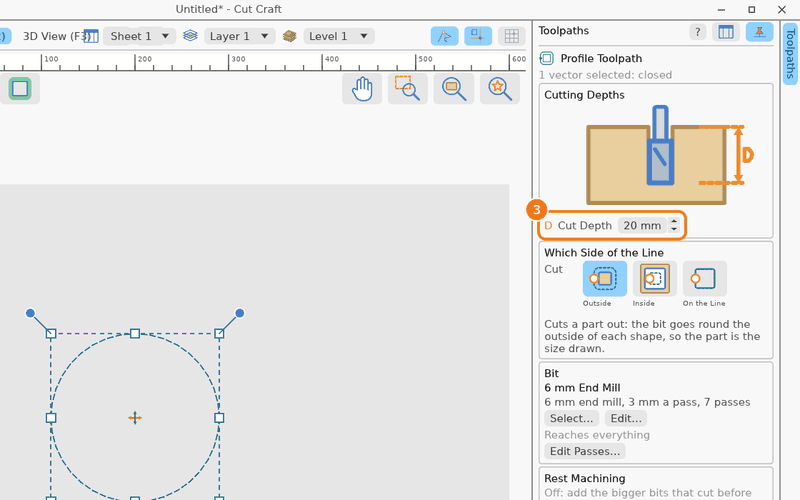 Untitled* - Cut Craft
3D View (F3)
Sheet 1
Layer 1
Level 1
100
200
300
400
500
600
Toolpaths
?
Toolpaths
Profile Toolpath
1 vector selected: closed
Cutting Depths
D
3
D Cut Depth 20 mm
Which Side of the Line
Cut
Outside
Inside
On the Line
Cuts a part out: the bit goes round the
outside of each shape, so the part is the
size drawn.
Bit
6 mm End Mill
6 mm end mill, 3 mm a pass, 7 passes
Select...
Edit...
Reaches everything
Edit Passes...
Rest Machining
Off: add the bigger bits that cut before